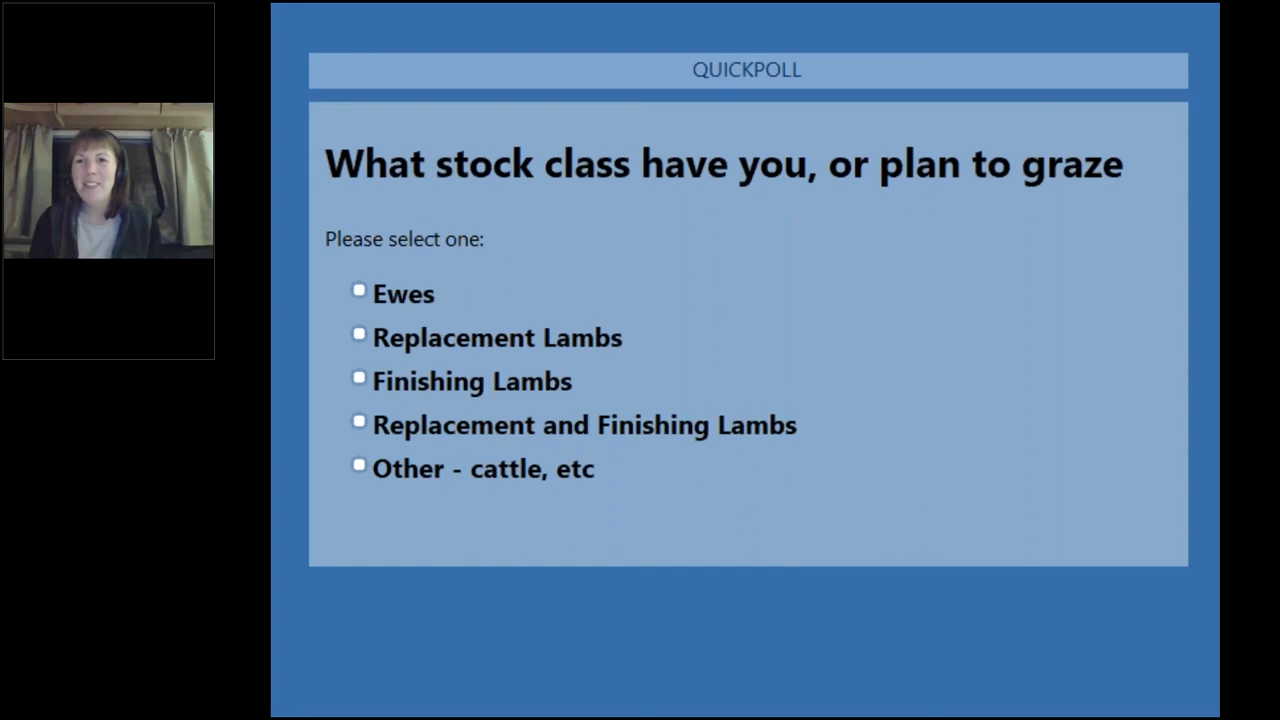 QUICKPOLL
What stock class have you, or plan to graze
Please select one:
Ewes
Replacement Lambs
Finishing Lambs
Replacement and Finishing Lambs
Other - cattle, etc